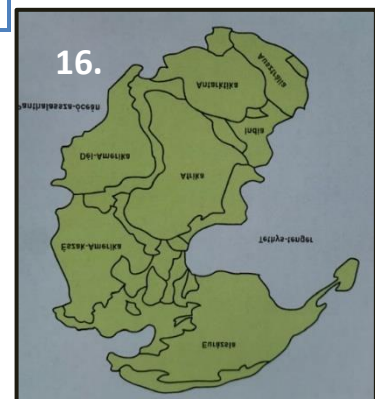 16.
Antarktika
Ausztrália
Panthalassza-óceán
India
Dél-Amerika
Afrika
Észak-Amerika
Tethys-tenger
Eurázsia